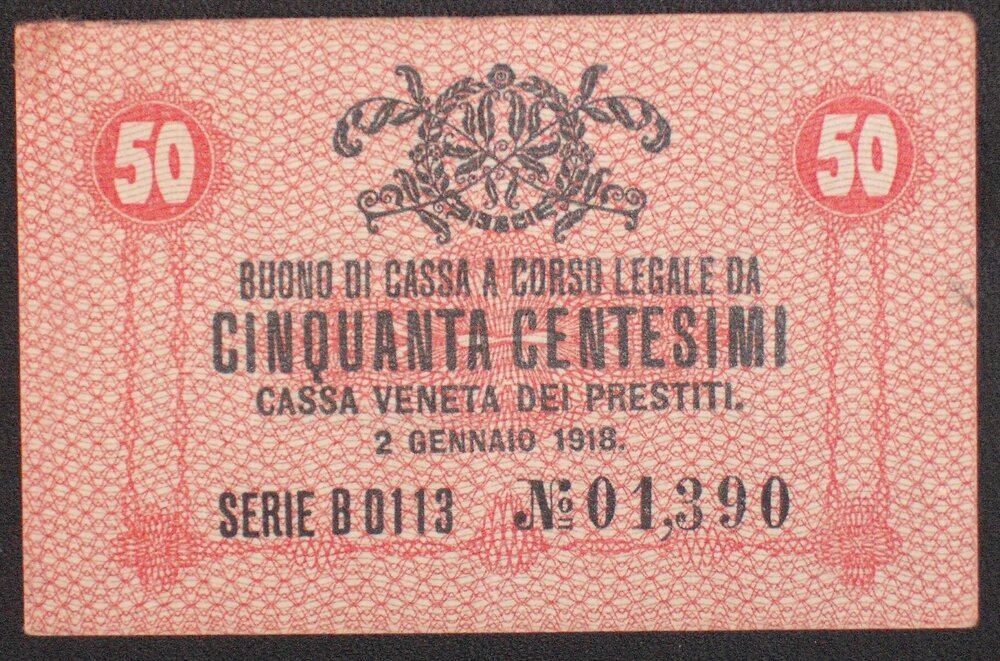 50 50
BUONO DI CASSA A CORSO LEGALE DA
CINQUANTA CENTESIMI
CASSA VENETA DEI PRESTITI.
2 GENNAIO 1918.
SERIE B 0113 No 01,390